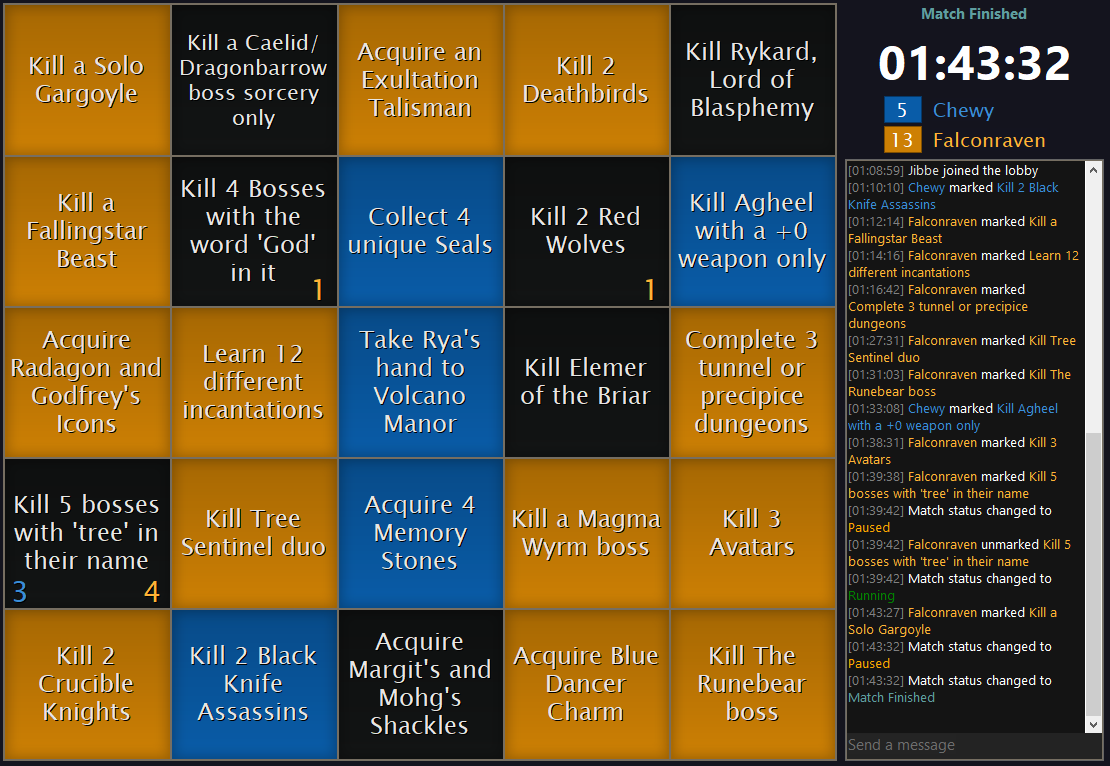 Kill a Solo
Gargoyle
Kill a Caelid/
Dragonbarrow
boss sorcery
only
Acquire an
Exultation
Talisman
Kill 2
Deathbirds
Kill Rykard,
Lord of
Blasphemy
Kill a
Fallingstar
Beast
Kill 4 Bosses
with the
word 'God'
in it
1
Collect 4
unique Seals
Kill 2 Red
Wolves
1
Kill Agheel
with a +0
weapon only
Acquire
Radagon and
Godfrey's
Icons
Learn 12
different
incantations
Take Rya's
hand to
Volcano
Manor
Kill Elemer
of the Briar
Complete 3
tunnel or
precipice
dungeons
Kill 5 bosses
with 'tree' in
their name
3 4
Kill Tree
Sentinel duo
Acquire 4
Memory
Stones
Kill a Magma
Wyrm boss
Kill 3
Avatars
Kill 2
Crucible
Knights
Kill 2 Black
Knife
Assassins
Acquire
Margit's and
Mohg's
Shackles
Acquire Blue
Dancer
Charm
Kill The
Runebear
boss
Match Finished
01:43:32
5 Chewy
13 Falconraven
[01:08:59] Jibbe joined the lobby
[01:10:10] Chewy marked Kill 2 Black
Knife Assassins
[01:12:14] Falconraven marked Kill a
Fallingstar Beast
[01:14:16] Falconraven marked Learn 12
different incantations
[01:16:42] Falconraven marked
Complete 3 tunnel or precipice
dungeons
[01:27:31] Falconraven marked Kill Tree
Sentinel duo
[01:31:03] Falconraven marked Kill The
Runebear boss
[01:33:08] Chewy marked Kill Agheel
with a +0 weapon only
[01:38:31] Falconraven marked Kill 3
Avatars
[01:39:38] Falconraven marked Kill 5
bosses with 'tree' in their name
[01:39:42] Match status changed to
Paused
[01:39:42] Falconraven unmarked Kill 5
bosses with 'tree' in their name
[01:39:42] Match status changed to
Running
[01:43:27] Falconraven marked Kill a
Solo Gargoyle
[01:43:32] Match status changed to
Paused
[01:43:32] Match status changed to
Match Finished
Send a message